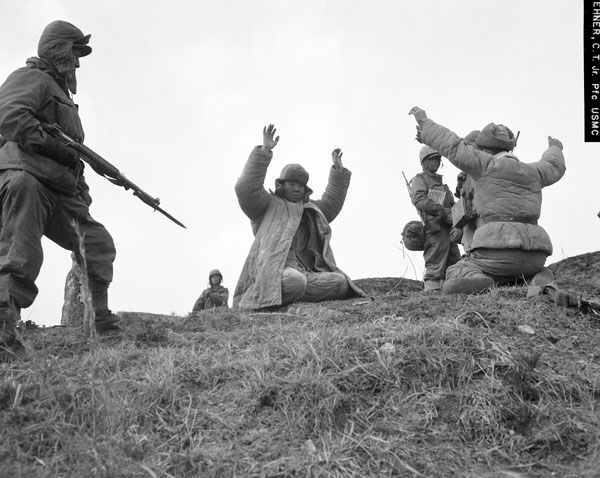 EHNER, C. T. Jr. Pfc USMC